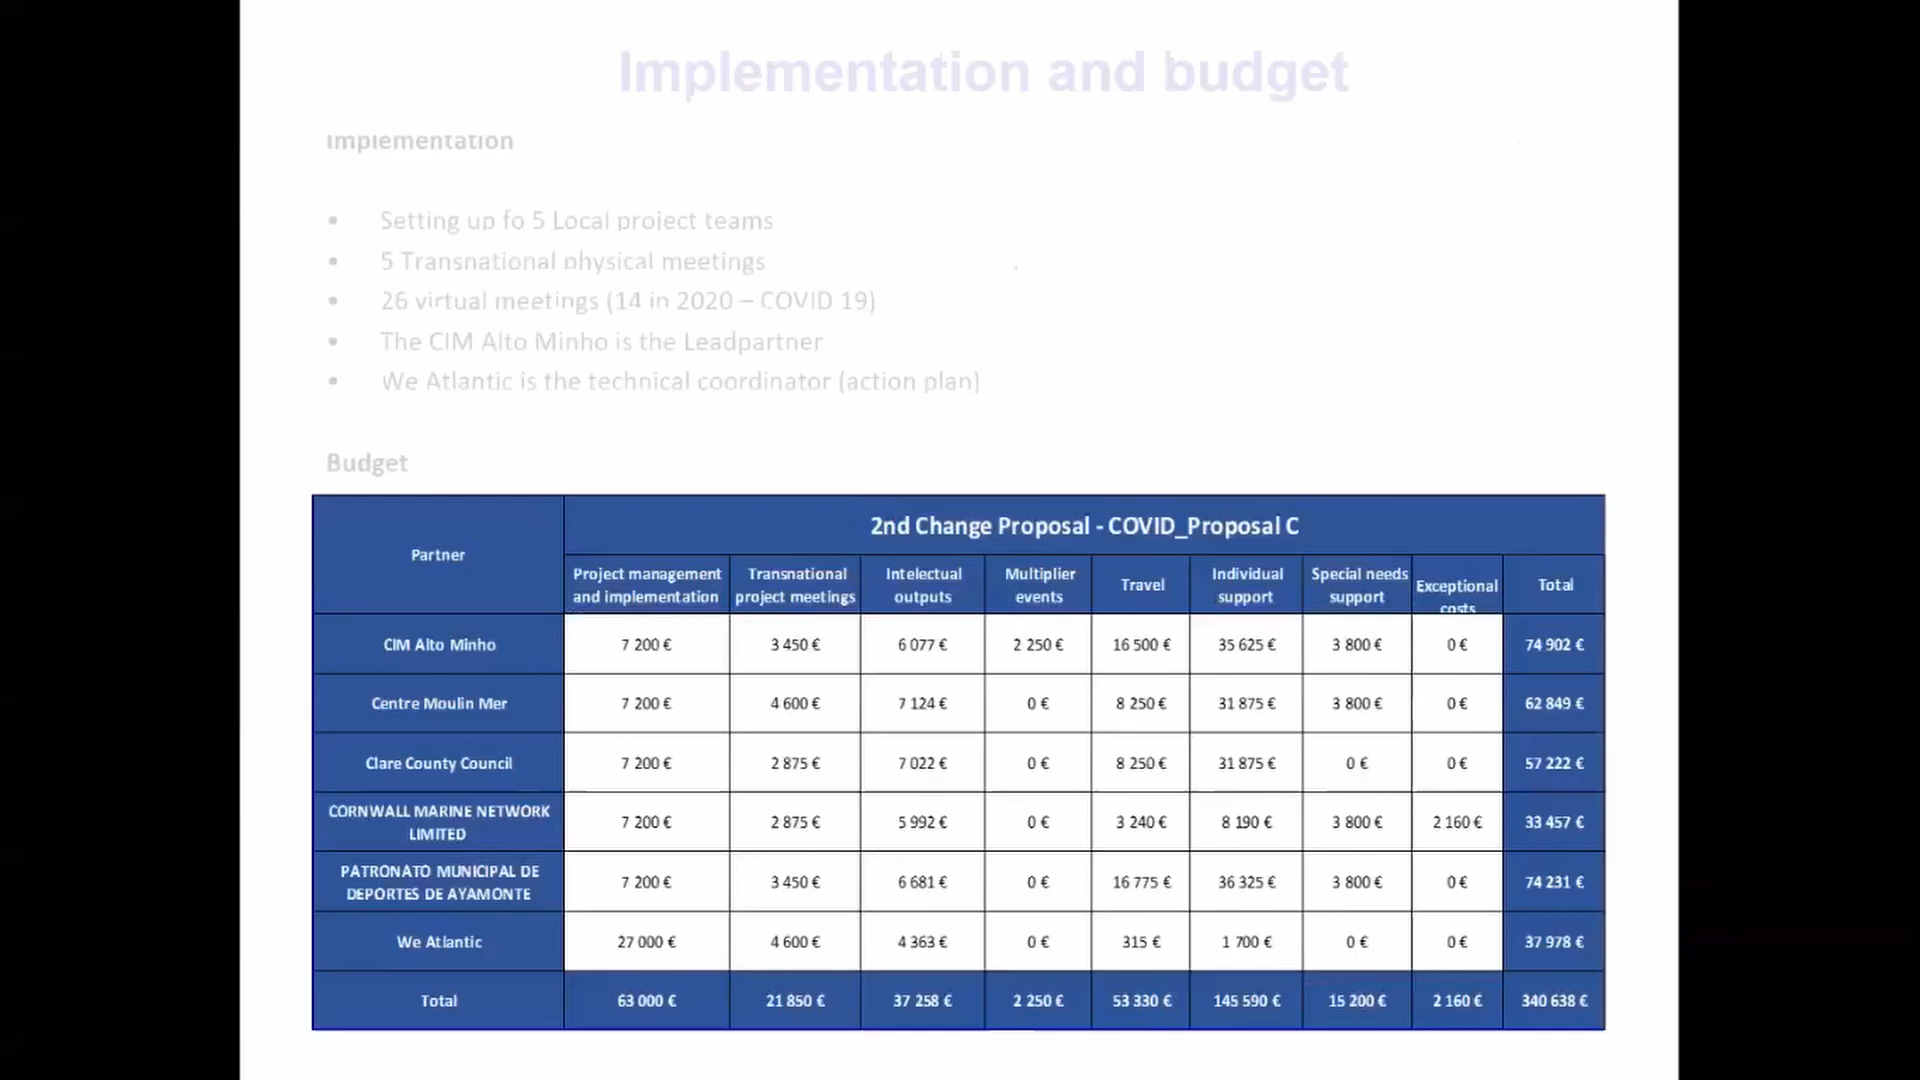 Implementation and budget
Implementation
• Setting up fo 5 Local project teams
• 5 Transnational physical meetings
• 26 virtual meetings (14 in 2020 – COVID 19)
• The CIM Alto Minho is the Leadpartner
• We Atlantic is the technical coordinator (action plan)
Budget
Partner 2nd Change Proposal - COVID_Proposal C
Project management and implementation Transnational project meetings Intelectual outputs Multiplier events Travel Individual support Special needs support Exceptional costs Total
CIM Alto Minho 7 200 € 3 450 € 6 077 € 2 250 € 16 500 € 35 625 € 3 800 € 0 € 74 902 €
Centre Moulin Mer 7 200 € 4 600 € 7 124 € 0 € 8 250 € 31 875 € 3 800 € 0 € 62 849 €
Clare County Council 7 200 € 2 875 € 7 022 € 0 € 8 250 € 31 875 € 0 € 0 € 57 222 €
CORNWALL MARINE NETWORK LIMITED 7 200 € 2 875 € 5 992 € 0 € 3 240 € 8 190 € 3 800 € 2 160 € 33 457 €
PATRONATO MUNICIPAL DE DEPORTES DE AYAMONTE 7 200 € 3 450 € 6 681 € 0 € 16 775 € 36 325 € 3 800 € 0 € 74 231 €
We Atlantic 27 000 € 4 600 € 4 363 € 0 € 315 € 1 700 € 0 € 0 € 37 978 €
Total 63 000 € 21 850 € 37 258 € 2 250 € 53 330 € 145 590 € 15 200 € 2 160 € 340 638 €